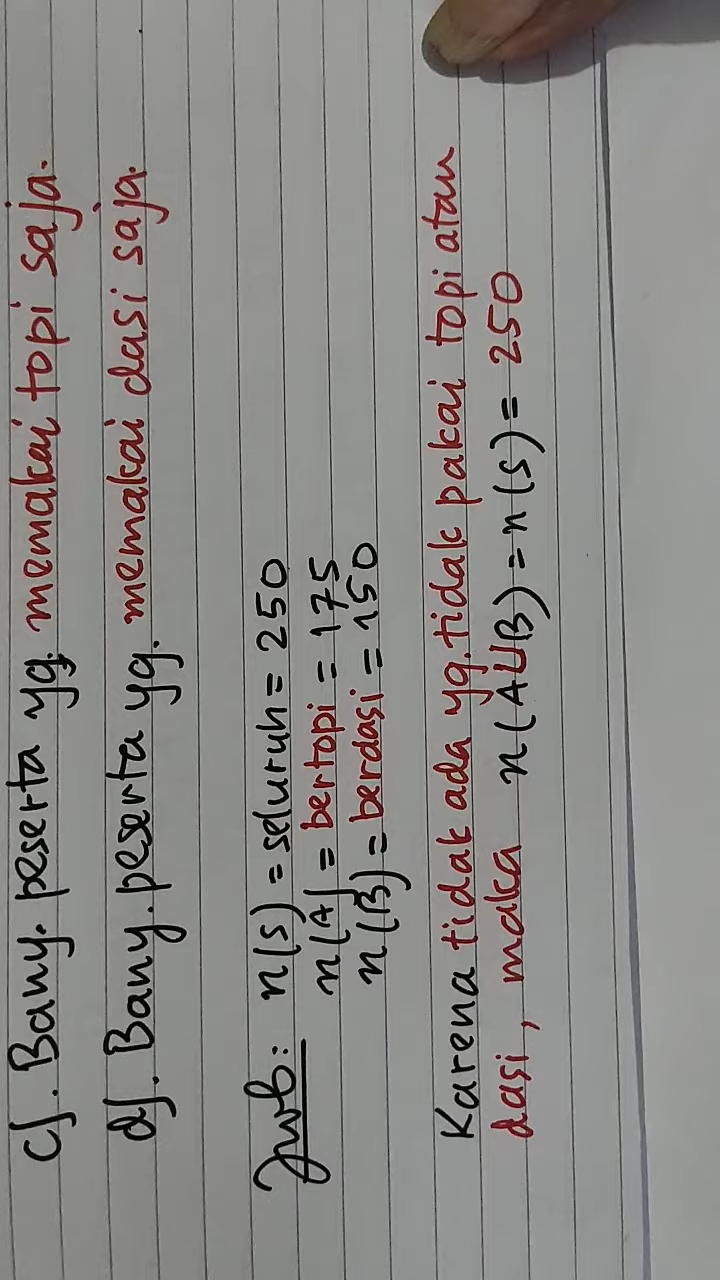 c). Bany. peserta yg. memakai topi saja.
d). Bany. peserta yg. memakai dasi saja.
Jwb: n(S) = seluruh = 250
n(A) = bertopi = 175
n(B) = berdasi = 150
Karena tidak ada yg. tidak pakai topi atau
dasi, maka n(A∪B) = n(S) = 250